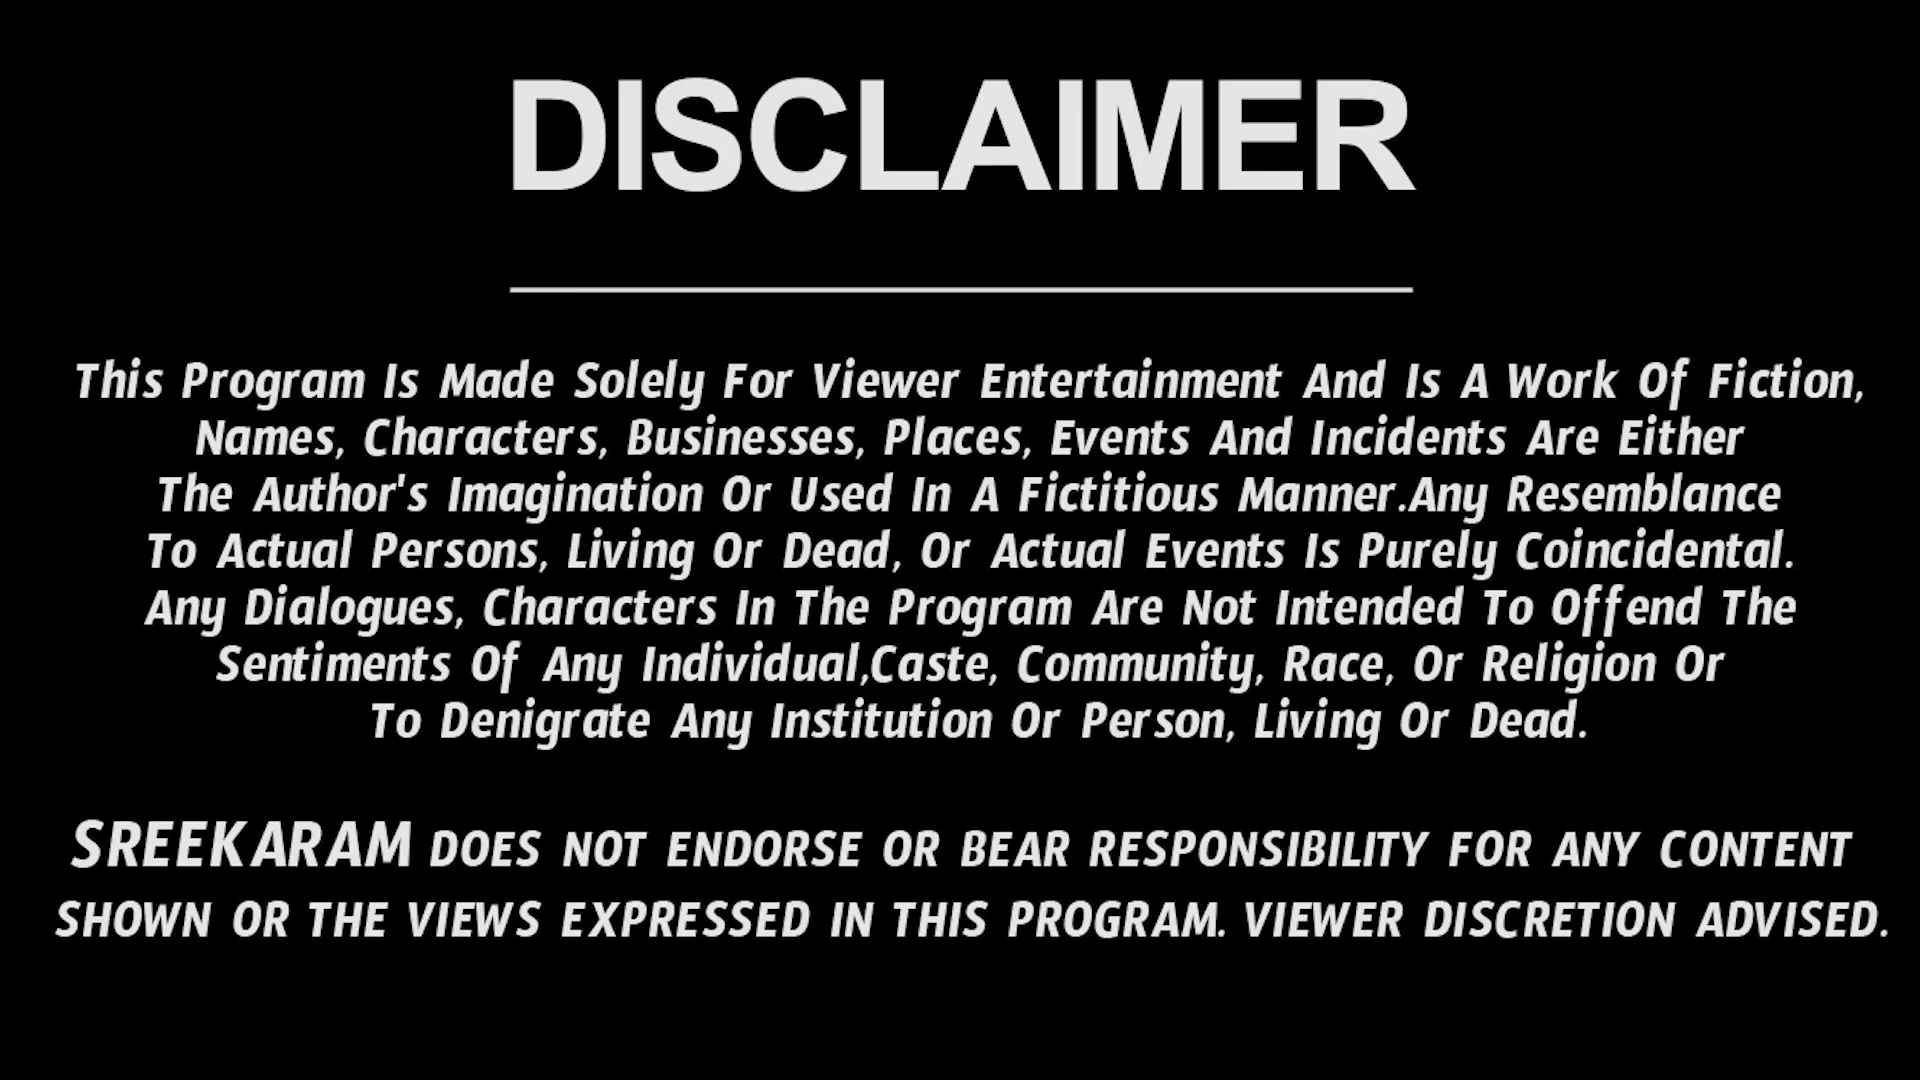 DISCLAIMER
This Program Is Made Solely For Viewer Entertainment And Is A Work Of Fiction,
Names, Characters, Businesses, Places, Events And Incidents Are Either
The Author's Imagination Or Used In A Fictitious Manner.Any Resemblance
To Actual Persons, Living Or Dead, Or Actual Events Is Purely Coincidental.
Any Dialogues, Characters In The Program Are Not Intended To Offend The
Sentiments Of Any Individual,Caste, Community, Race, Or Religion Or
To Denigrate Any Institution Or Person, Living Or Dead.
SREEKARAM DOES NOT ENDORSE OR BEAR RESPONSIBILITY FOR ANY CONTENT
SHOWN OR THE VIEWS EXPRESSED IN THIS PROGRAM. VIEWER DISCRETION ADVISED.